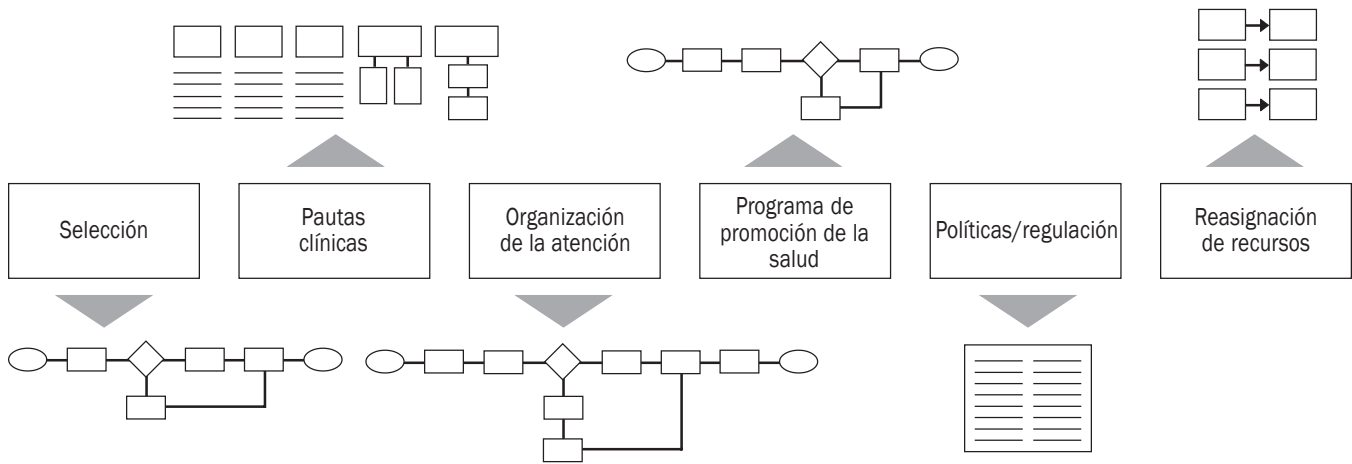 Selección
Pautas
clínicas
Organización
de la atención
Programa de
promoción de la
salud
Políticas/regulación
Reasignación
de recursos